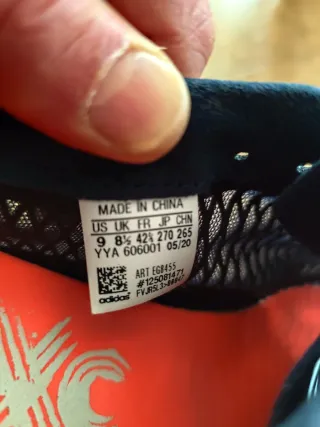 MADE IN CHINA
US UK FR JP CHN
9 8½ 42⅔ 270 265
YYA 606001 05/20
ART EG8455
#125081471
adidas